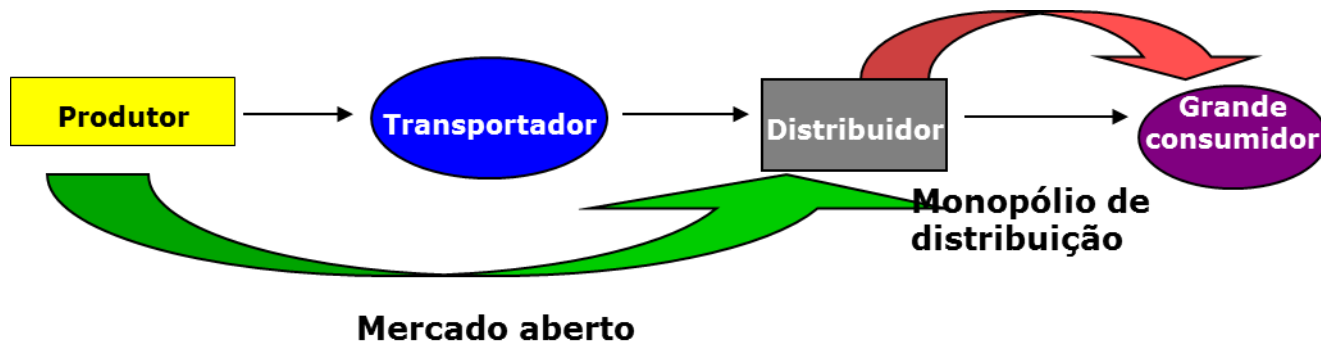 Produtor
Transportador
Distribuidor
Grande
consumidor
Monopólio de
distribuição
Mercado aberto